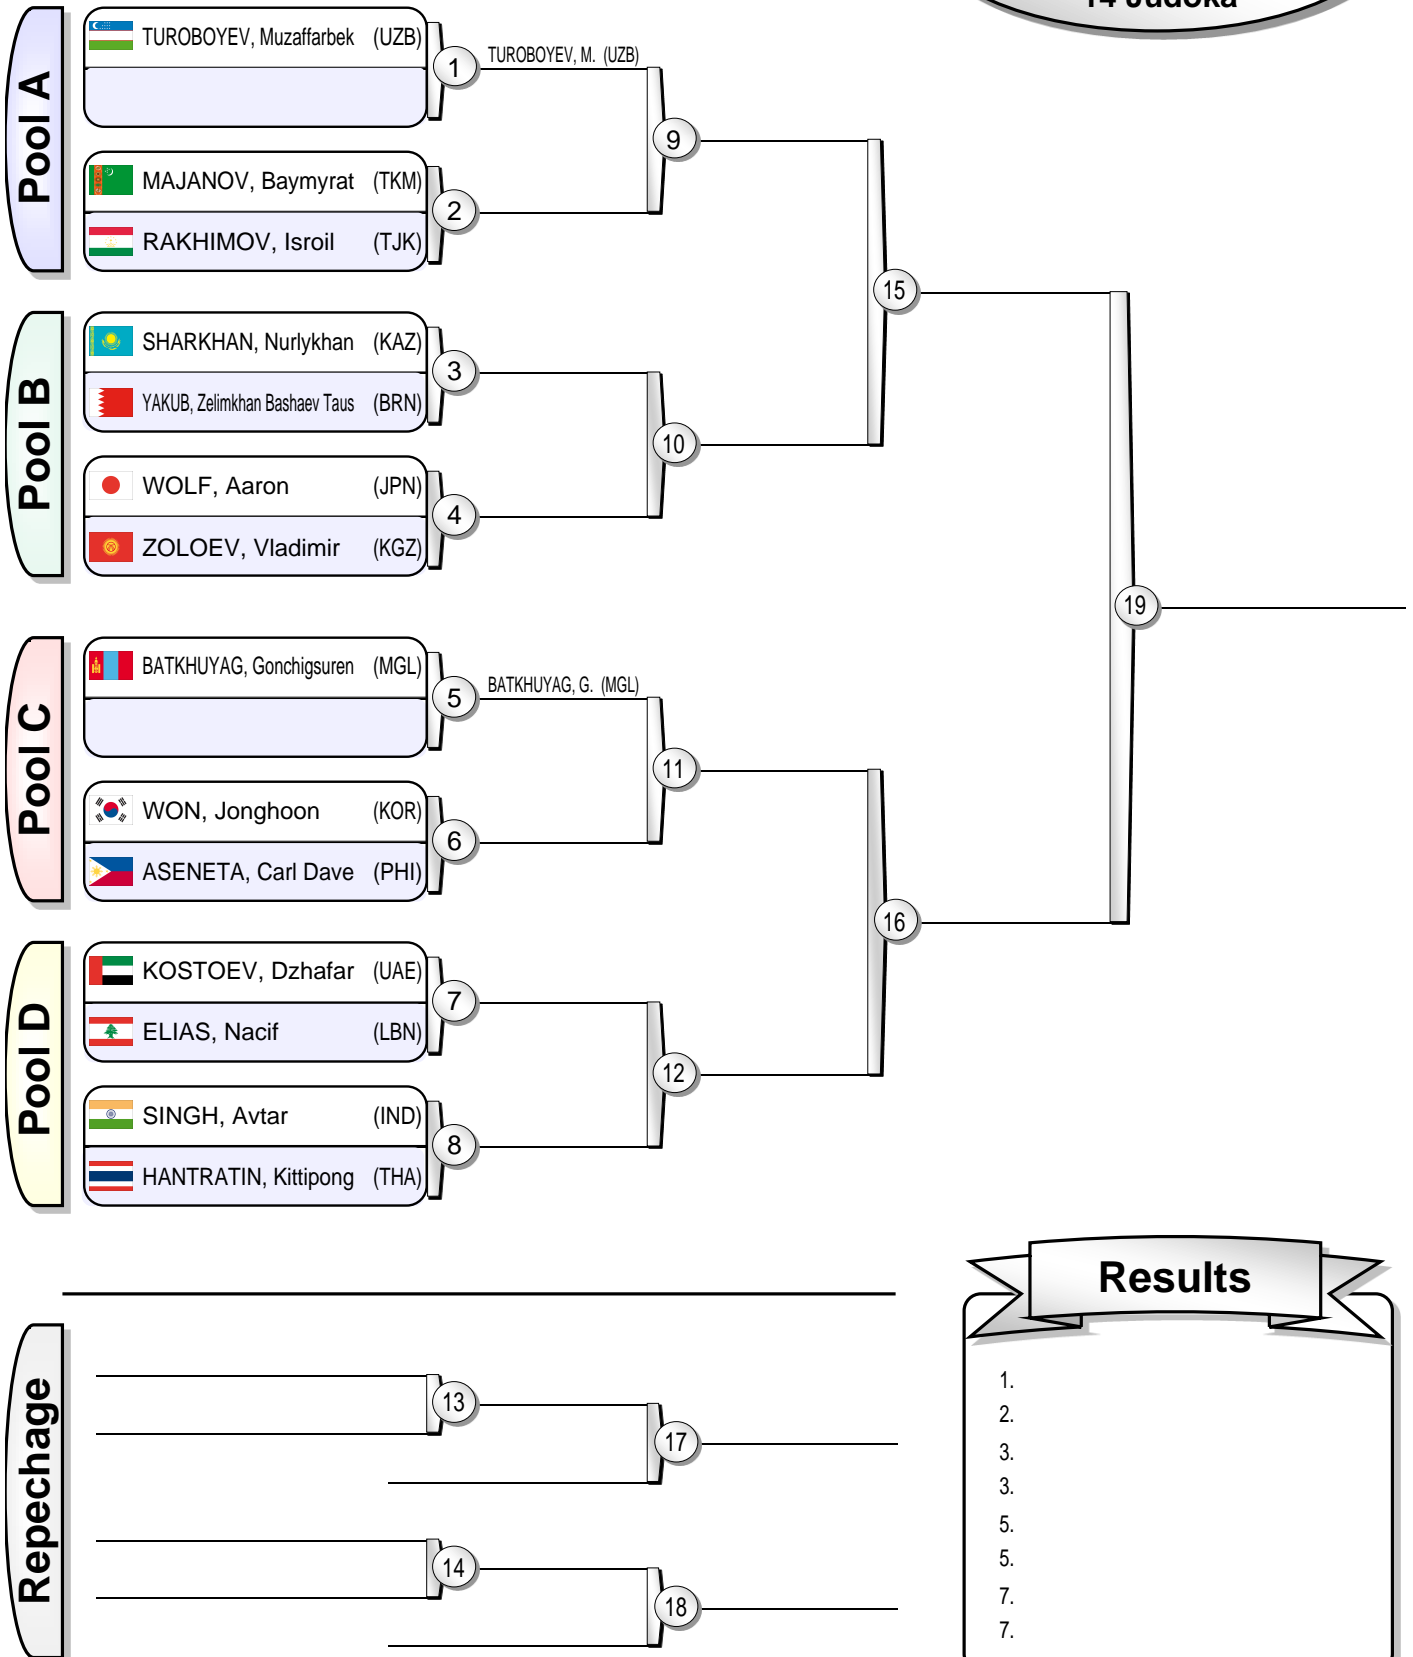 14 Judoka
Pool A
TUROBOYEV, Muzaffarbek (UZB)
1
TUROBOYEV, M. (UZB)
9
MAJANOV, Baymyrat (TKM)
2
RAKHIMOV, Isroil (TJK)
15
Pool B
SHARKHAN, Nurlykhan (KAZ)
3
YAKUB, Zelimkhan Bashaev Taus (BRN)
10
WOLF, Aaron (JPN)
4
ZOLOEV, Vladimir (KGZ)
19
Pool C
BATKHUYAG, Gonchigsuren (MGL)
5
BATKHUYAG, G. (MGL)
11
WON, Jonghoon (KOR)
6
ASENETA, Carl Dave (PHI)
16
Pool D
KOSTOEV, Dzhafar (UAE)
7
ELIAS, Nacif (LBN)
12
SINGH, Avtar (IND)
8
HANTRATIN, Kittipong (THA)
Repechage
13
17
14
18
Results
1.
2.
3.
3.
5.
5.
7.
7.